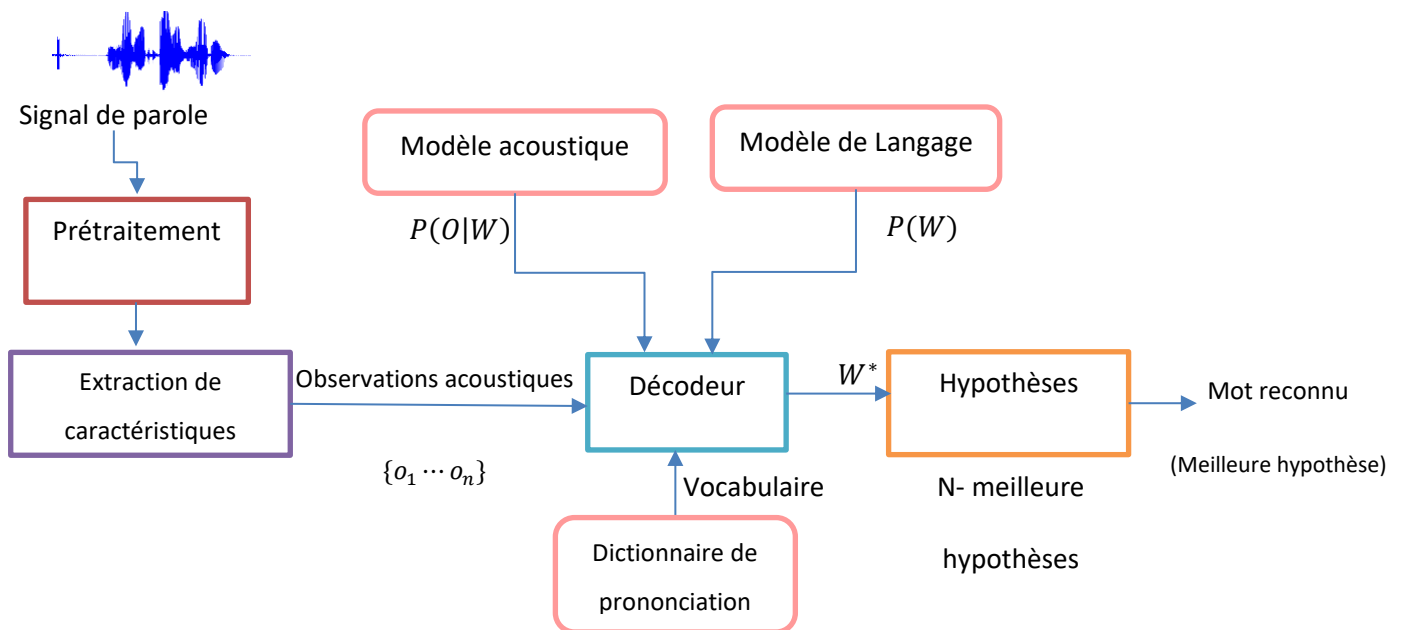 Signal de parole
Modèle acoustique
Modèle de Langage
Prétraitement
P(O|W)
P(W)
Extraction de
caractéristiques
Observations acoustiques
{o₁ ⋯ oₙ}
Décodeur
W*
Hypothèses
Mot reconnu
(Meilleure hypothèse)
Vocabulaire
N- meilleure
hypothèses
Dictionnaire de
prononciation